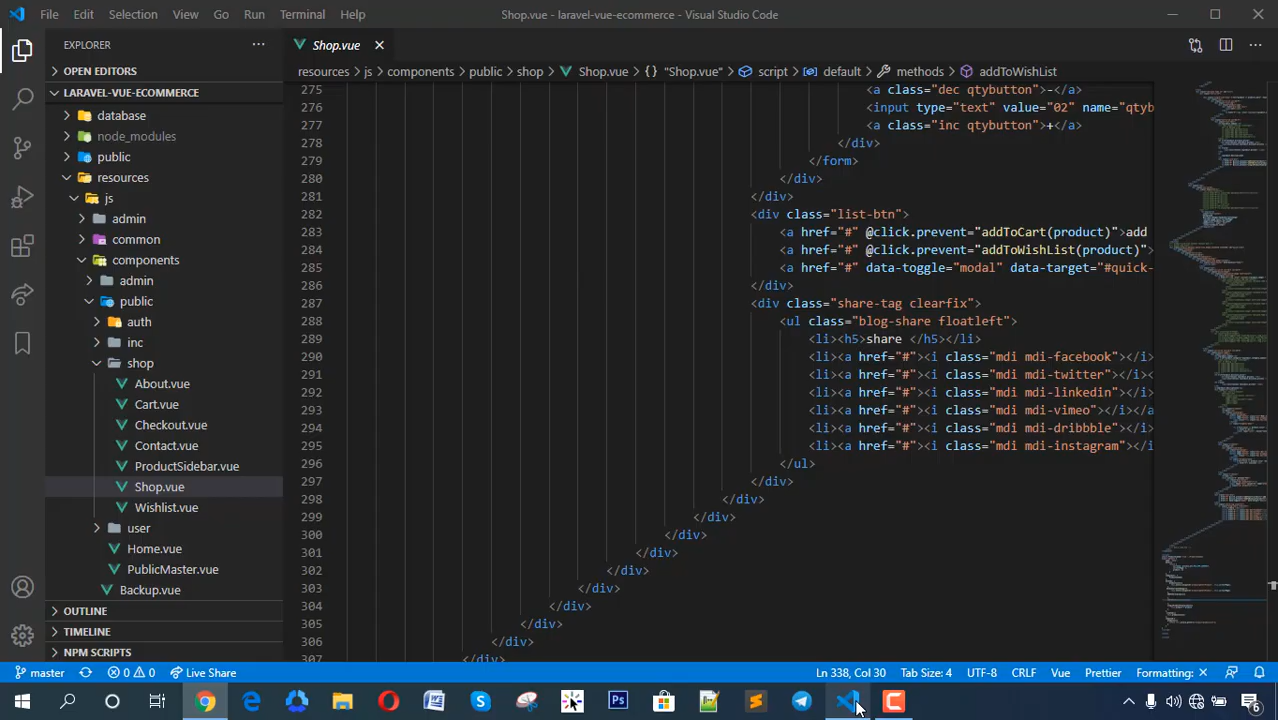 File Edit Selection View Go Run Terminal Help
Shop.vue - laravel-vue-ecommerce - Visual Studio Code
EXPLORER
OPEN EDITORS
LARAVEL-VUE-ECOMMERCE
database
node_modules
public
resources
js
admin
common
components
admin
public
auth
inc
shop
About.vue
Cart.vue
Checkout.vue
Contact.vue
ProductSidebar.vue
Shop.vue
Wishlist.vue
user
Home.vue
PublicMaster.vue
Backup.vue
OUTLINE
TIMELINE
NPM SCRIPTS
Shop.vue
resources > js > components > public > shop > Shop.vue > {} "Shop.vue" > script > default > methods > addToWishList
275 <a class="dec qtybutton">-</a>
276 <input type="text" value="02" name="qtyb
277 <a class="inc qtybutton">+</a>
278 </div>
279 </form>
280 </div>
281 </div>
282 <div class="list-btn">
283 <a href="#" @click.prevent="addToCart(product)">add
284 <a href="#" @click.prevent="addToWishList(product)">
285 <a href="#" data-toggle="modal" data-target="#quick-
286 </div>
287 <div class="share-tag clearfix">
288 <ul class="blog-share floatleft">
289 <li><h5>share </h5></li>
290 <li><a href="#"><i class="mdi mdi-facebook"></i>
291 <li><a href="#"><i class="mdi mdi-twitter"></i><
292 <li><a href="#"><i class="mdi mdi-linkedin"></i>
293 <li><a href="#"><i class="mdi mdi-vimeo"></i></a
294 <li><a href="#"><i class="mdi mdi-dribbble"></i>
295 <li><a href="#"><i class="mdi mdi-instagram"></i
296 </ul>
297 </div>
298 </div>
299 </div>
300 </div>
301 </div>
302 </div>
303 </div>
304 </div>
305 </div>
306 </div>
307 </div>
master 0 0 Live Share Ln 338, Col 30 Tab Size: 4 UTF-8 CRLF Vue Prettier Formatting: ×
Ps
6